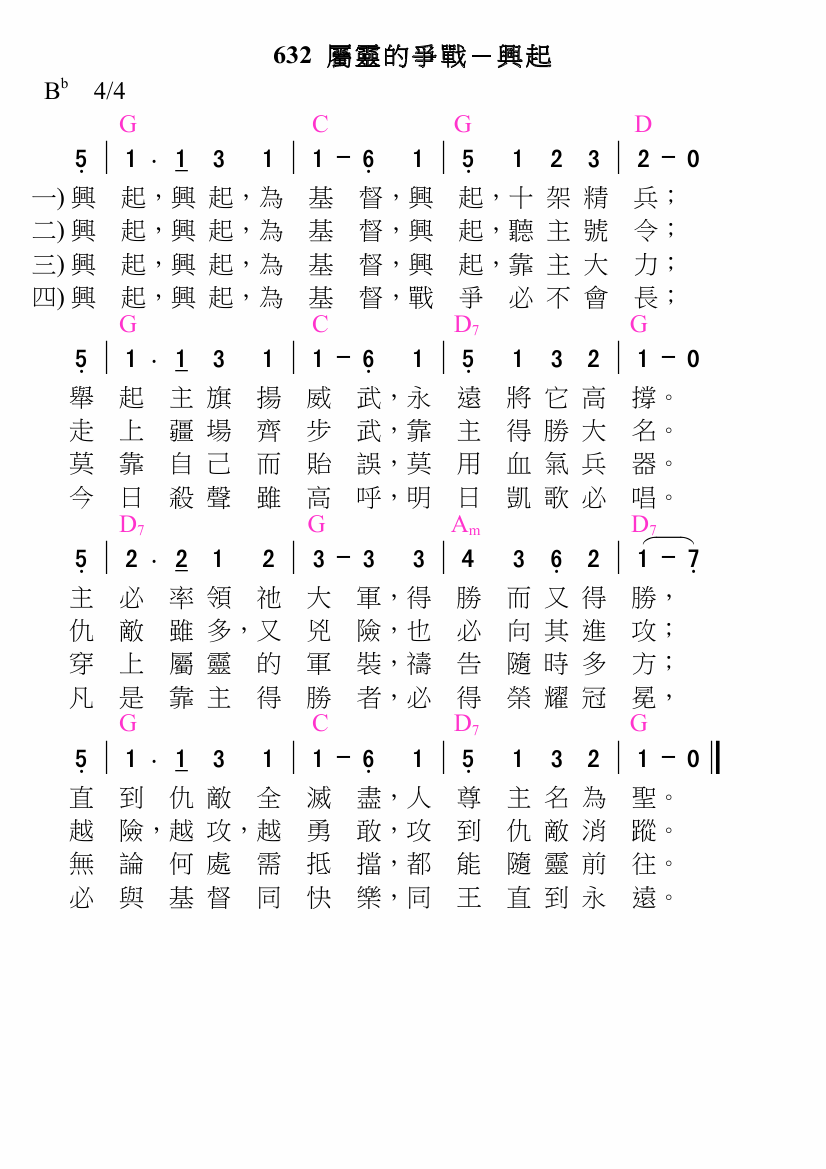 632 屬靈的爭戰－興起
Bb 4/4
G C G D
5̣ | 1 · 1̲ 3 1 | 1 - 6̣ 1 | 5̣ 1 2 3 | 2 - 0
一) 興 起，興 起，為 基 督，興 起，十 架 精 兵；
二) 興 起，興 起，為 基 督，興 起，聽 主 號 令；
三) 興 起，興 起，為 基 督，興 起，靠 主 大 力；
四) 興 起，興 起，為 基 督，戰 爭 必 不 會 長；
G C D7 G
5̣ | 1 · 1̲ 3 1 | 1 - 6̣ 1 | 5̣ 1 3 2 | 1 - 0
舉 起 主 旗 揚 威 武，永 遠 將 它 高 撐。
走 上 疆 場 齊 步 武，靠 主 得 勝 大 名。
莫 靠 自 己 而 貽 誤，莫 用 血 氣 兵 器。
今 日 殺 聲 雖 高 呼，明 日 凱 歌 必 唱。
D7 G Am D7
5̣ | 2 · 2̲ 1 2 | 3 - 3 3 | 4 3 6̣ 2 | 1 - 7̣
主 必 率 領 祂 大 軍，得 勝 而 又 得 勝，
仇 敵 雖 多，又 兇 險，也 必 向 其 進 攻；
穿 上 屬 靈 的 軍 裝，禱 告 隨 時 多 方；
凡 是 靠 主 得 勝 者，必 得 榮 耀 冠 冕，
G C D7 G
5̣ | 1 · 1̲ 3 1 | 1 - 6̣ 1 | 5̣ 1 3 2 | 1 - 0 ‖
直 到 仇 敵 全 滅 盡，人 尊 主 名 為 聖。
越 險，越 攻，越 勇 敢，攻 到 仇 敵 消 蹤。
無 論 何 處 需 抵 擋，都 能 隨 靈 前 往。
必 與 基 督 同 快 樂，同 王 直 到 永 遠。